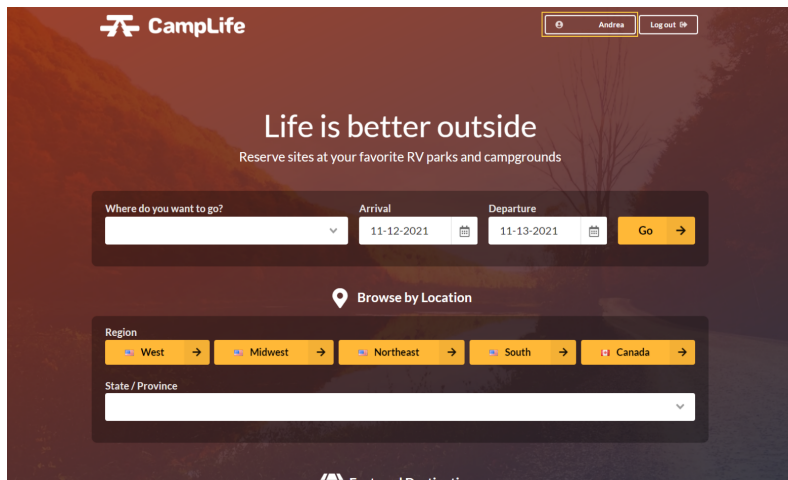 CampLife
Andrea
Log out
Life is better outside
Reserve sites at your favorite RV parks and campgrounds
Where do you want to go?
Arrival
Departure
11-12-2021
11-13-2021
Go
Browse by Location
Region
West
Midwest
Northeast
South
Canada
State / Province